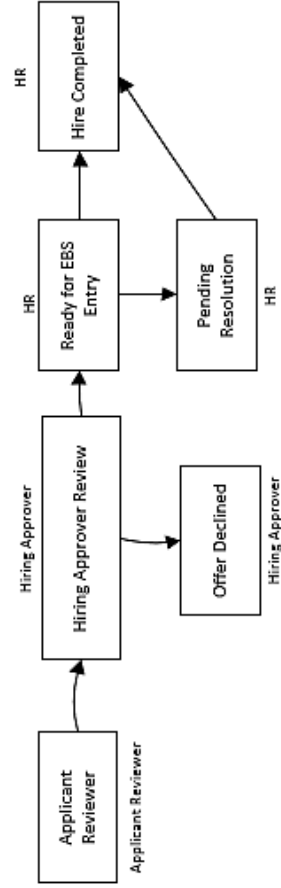 Applicant
Reviewer
Applicant Reviewer
Hiring Approver
Hiring Approver Review
Offer Declined
Hiring Approver
HR
Ready for EBS
Entry
Pending
Resolution
HR
HR
Hire Completed